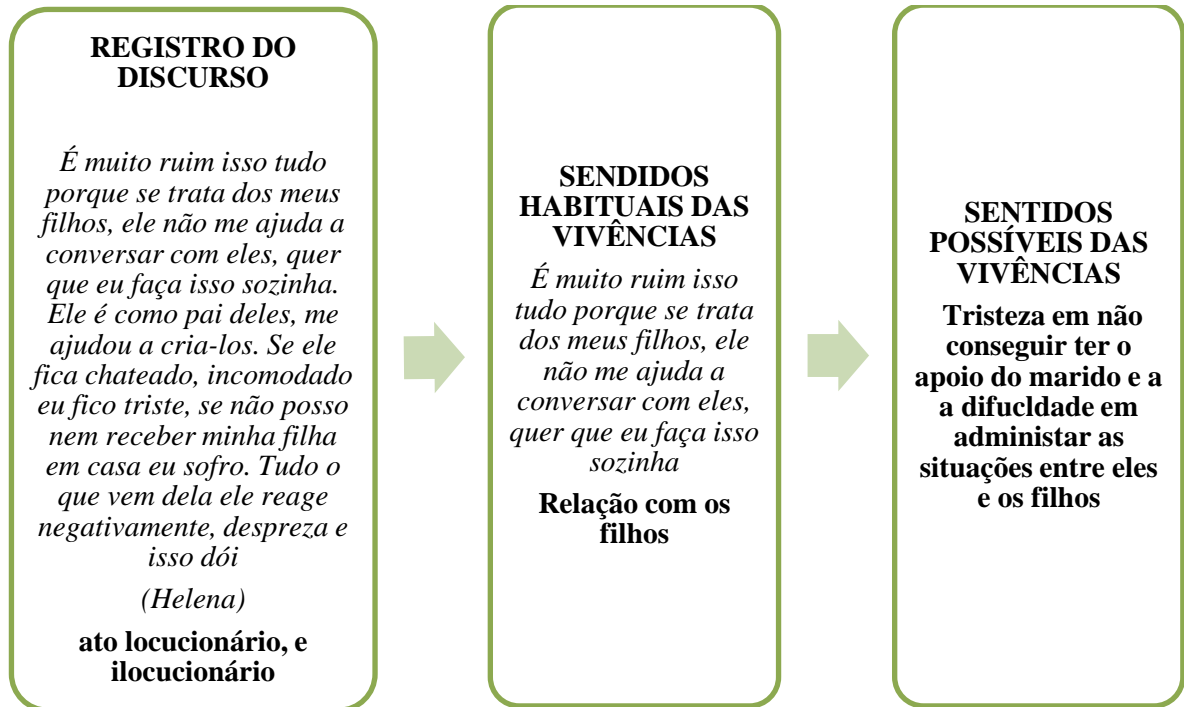 REGISTRO DO
DISCURSO
É muito ruim isso tudo
porque se trata dos meus
filhos, ele não me ajuda a
conversar com eles, quer
que eu faça isso sozinha.
Ele é como pai deles, me
ajudou a cria-los. Se ele
fica chateado, incomodado
eu fico triste, se não posso
nem receber minha filha
em casa eu sofro. Tudo o
que vem dela ele reage
negativamente, despreza e
isso dói
(Helena)
ato locucionário, e
ilocucionário
SENDIDOS
HABITUAIS DAS
VIVÊNCIAS
É muito ruim isso
tudo porque se trata
dos meus filhos, ele
não me ajuda a
conversar com eles,
quer que eu faça isso
sozinha
Relação com os
filhos
SENTIDOS
POSSÍVEIS DAS
VIVÊNCIAS
Tristeza em não
conseguir ter o
apoio do marido e a
a difucldade em
administar as
situações entre eles
e os filhos